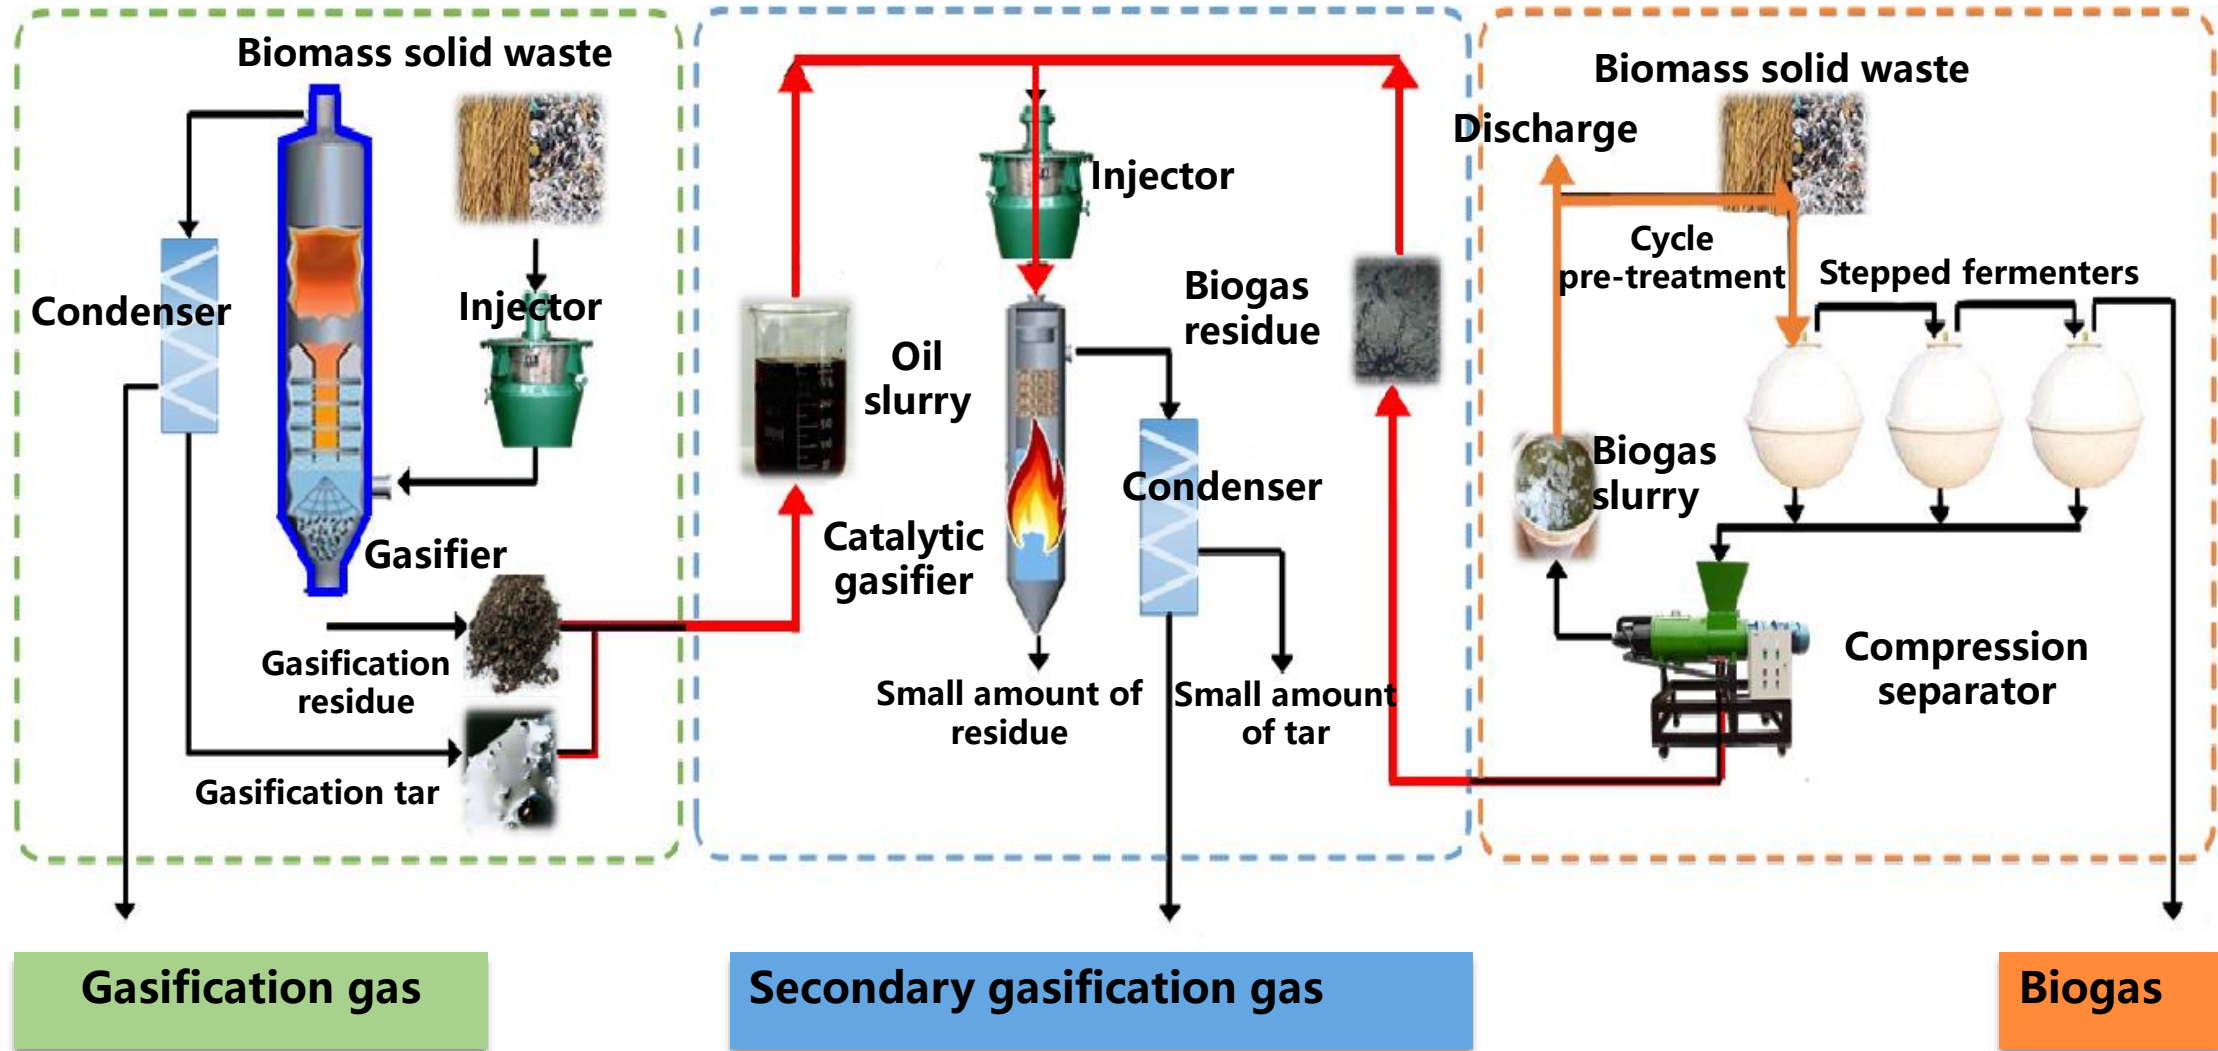 Biomass solid waste
Condenser
Injector
Gasifier
Gasification
residue
Gasification tar
Injector
Oil
slurry
Biogas
residue
Catalytic
gasifier
Condenser
Small amount of
residue
Small amount
of tar
Biomass solid waste
Discharge
Cycle
pre-treatment
Stepped fermenters
Biogas
slurry
Compression
separator
Gasification gas
Secondary gasification gas
Biogas